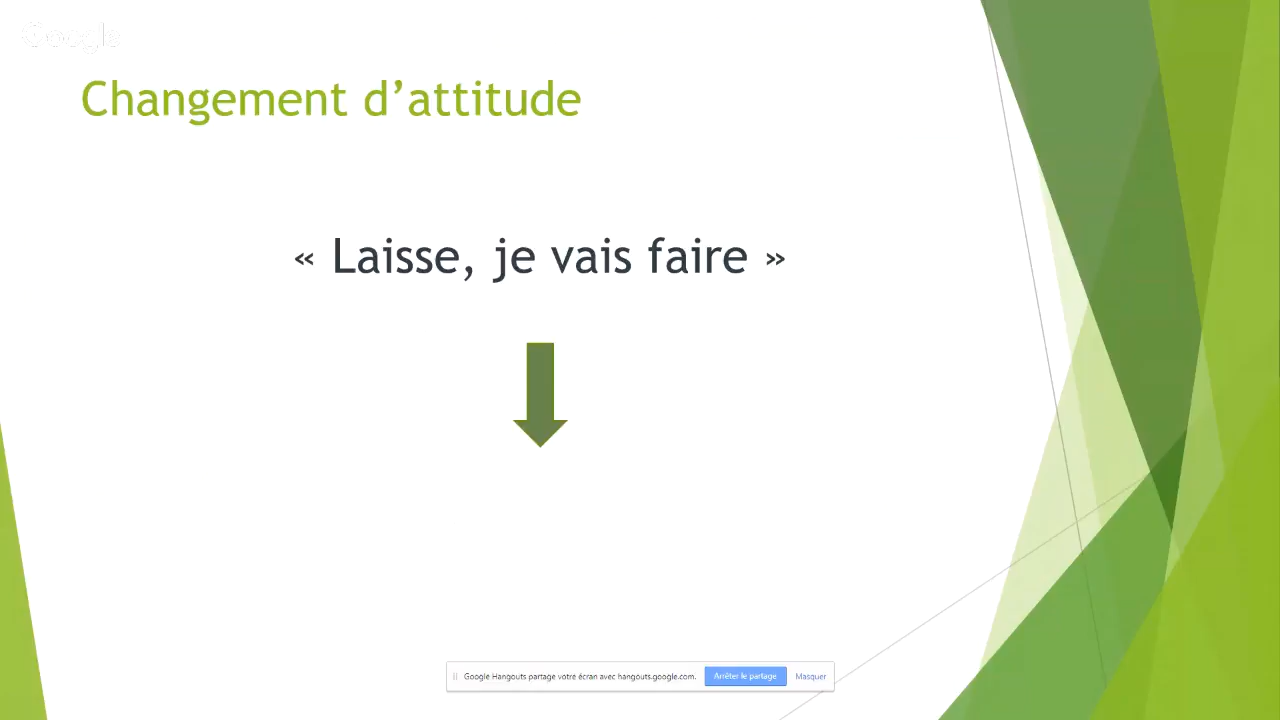 Google
Changement d’attitude
« Laisse, je vais faire »
Google Hangouts partage votre écran avec hangouts.google.com. Arrêter le partage Masquer